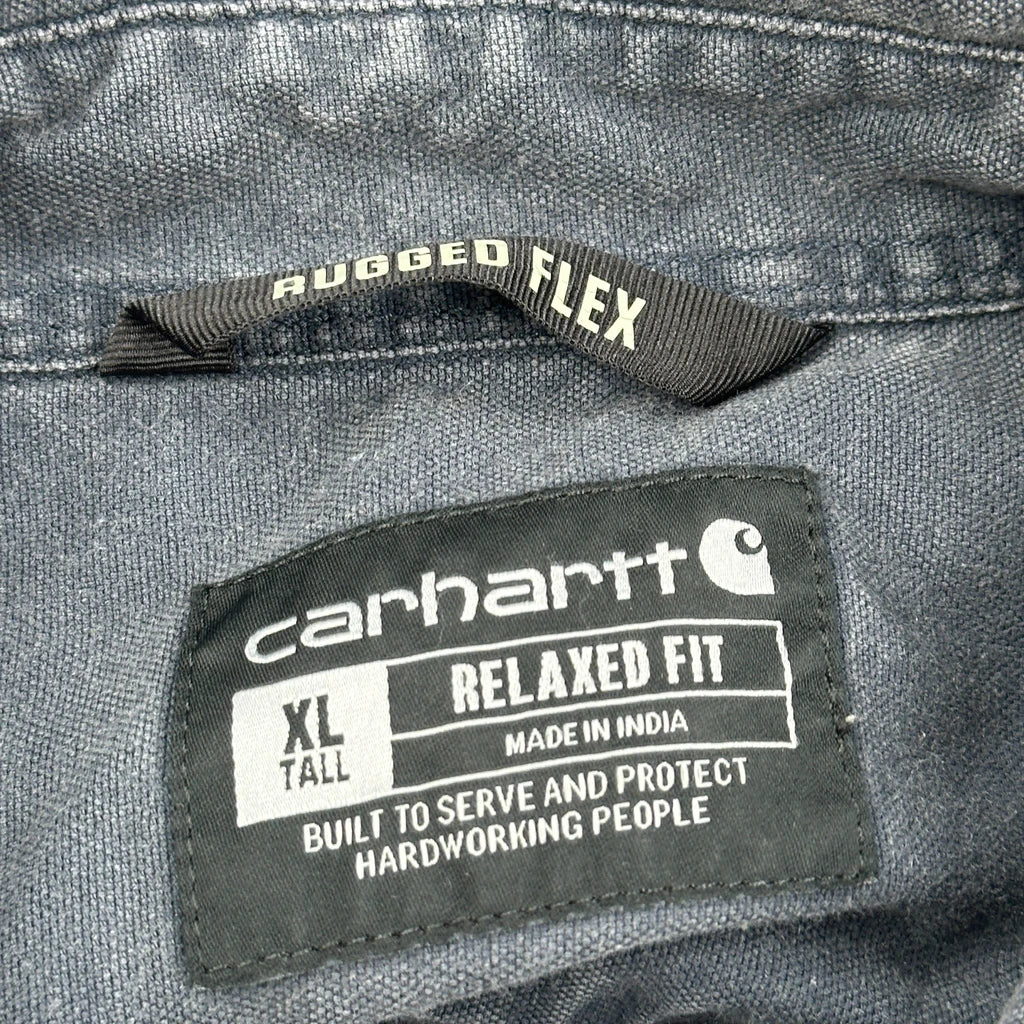 RUGGED FLEX
carhartt
XL
TALL
RELAXED FIT
MADE IN INDIA
BUILT TO SERVE AND PROTECT
HARDWORKING PEOPLE